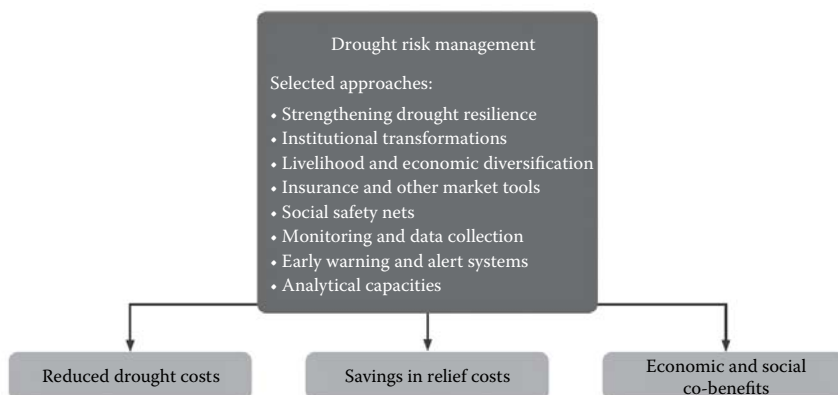 Drought risk management
Selected approaches:
• Strengthening drought resilience
• Institutional transformations
• Livelihood and economic diversification
• Insurance and other market tools
• Social safety nets
• Monitoring and data collection
• Early warning and alert systems
• Analytical capacities
Reduced drought costs
Savings in relief costs
Economic and social
co-benefits